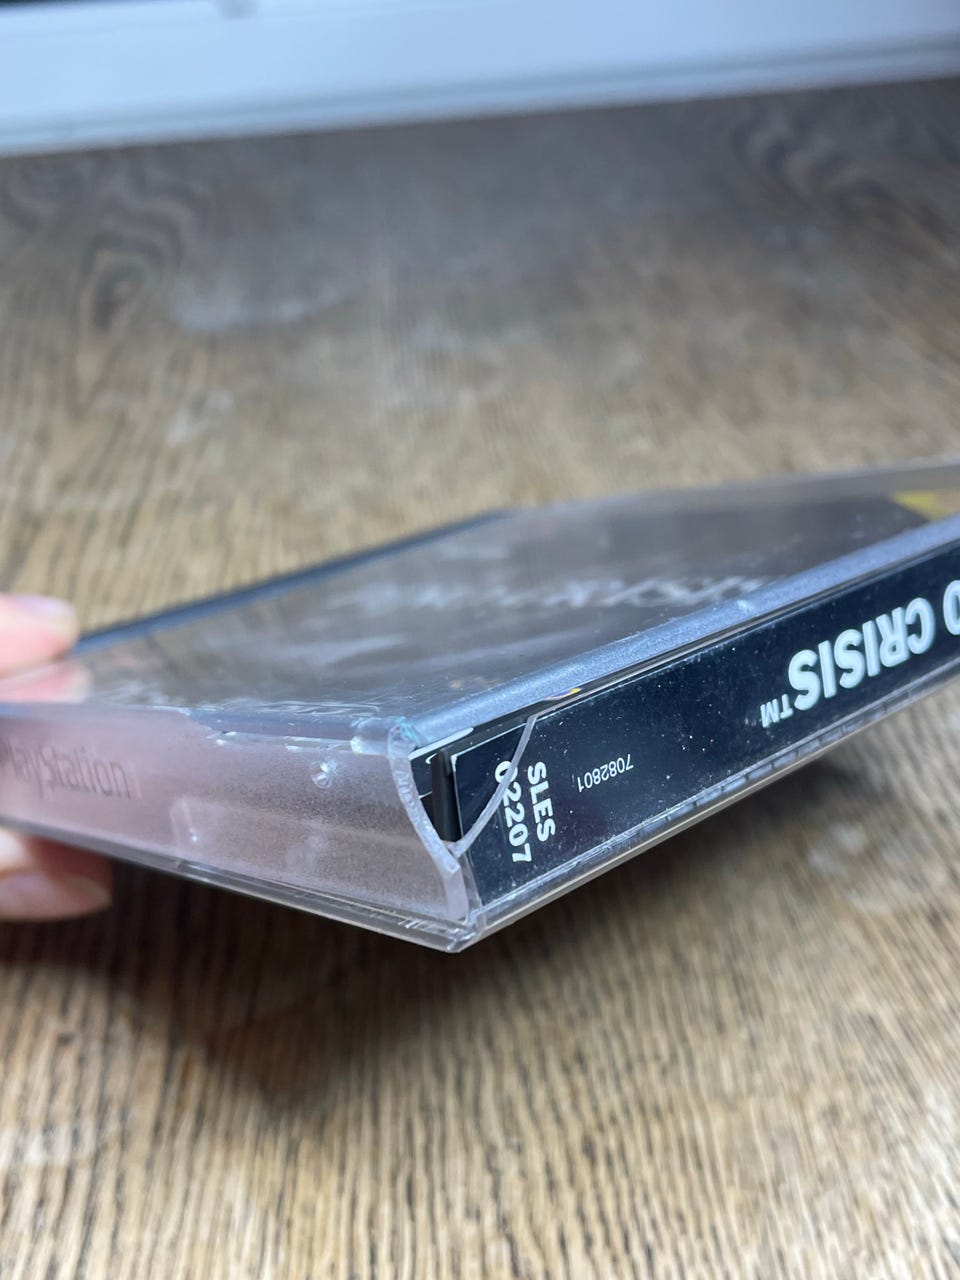 PlayStation
O CRISIS™
7082801
SLES
02207